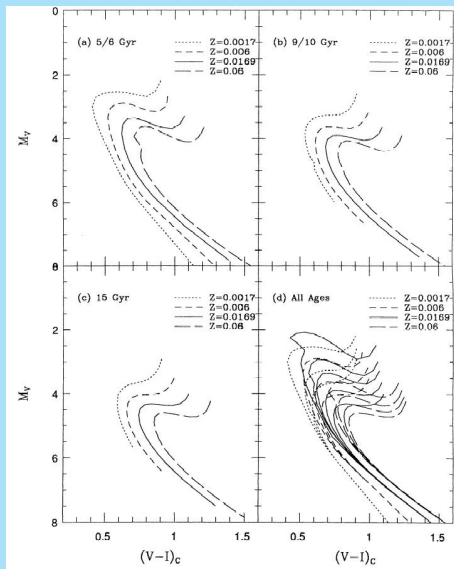 (a) 5/6 Gyr
Z=0.0017
Z=0.006
Z=0.0169
Z=0.06
(b) 9/10 Gyr
Z=0.0017
Z=0.006
Z=0.0169
Z=0.06
0
2
4
6
8
M_V
(c) 15 Gyr
Z=0.0017
Z=0.006
Z=0.0169
Z=0.06
(d) All Ages
Z=0.0017
Z=0.006
Z=0.0169
Z=0.06
2
4
6
8
M_V
0.5 1 1.5
0.5 1 1.5
(V-I)_C
(V-I)_C